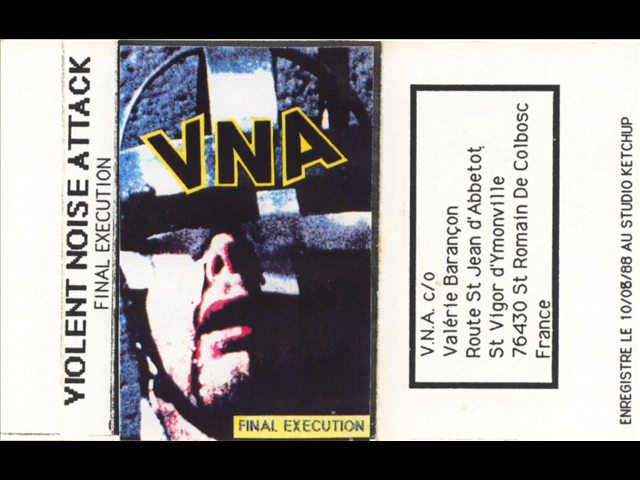 VIOLENT NOISE ATTACK
FINAL EXECUTION
VNA
FINAL EXECUTION
V.N.A. c/o
Valérie Barançon
Route St Jean d'Abbetot
St Vigor d'Ymonville
76430 St Romain De Colbosc
France
ENREGISTRE LE 10/08/88 AU STUDIO KETCHUP